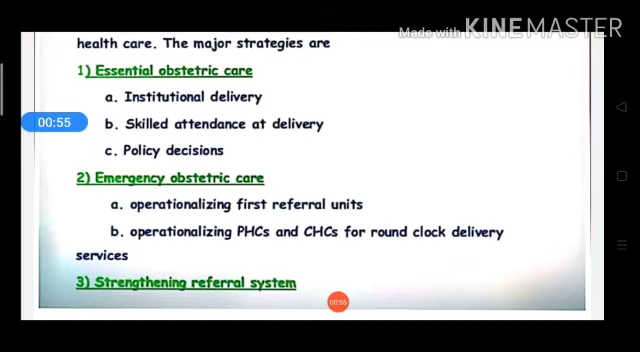 Made with KINEMASTER
health care. The major strategies are
1) Essential obstetric care
a. Institutional delivery
00:55
b. Skilled attendance at delivery
c. Policy decisions
2) Emergency obstetric care
a. operationalizing first referral units
b. operationalizing PHCs and CHCs for round clock delivery
services
3) Strengthening referral system
00:55